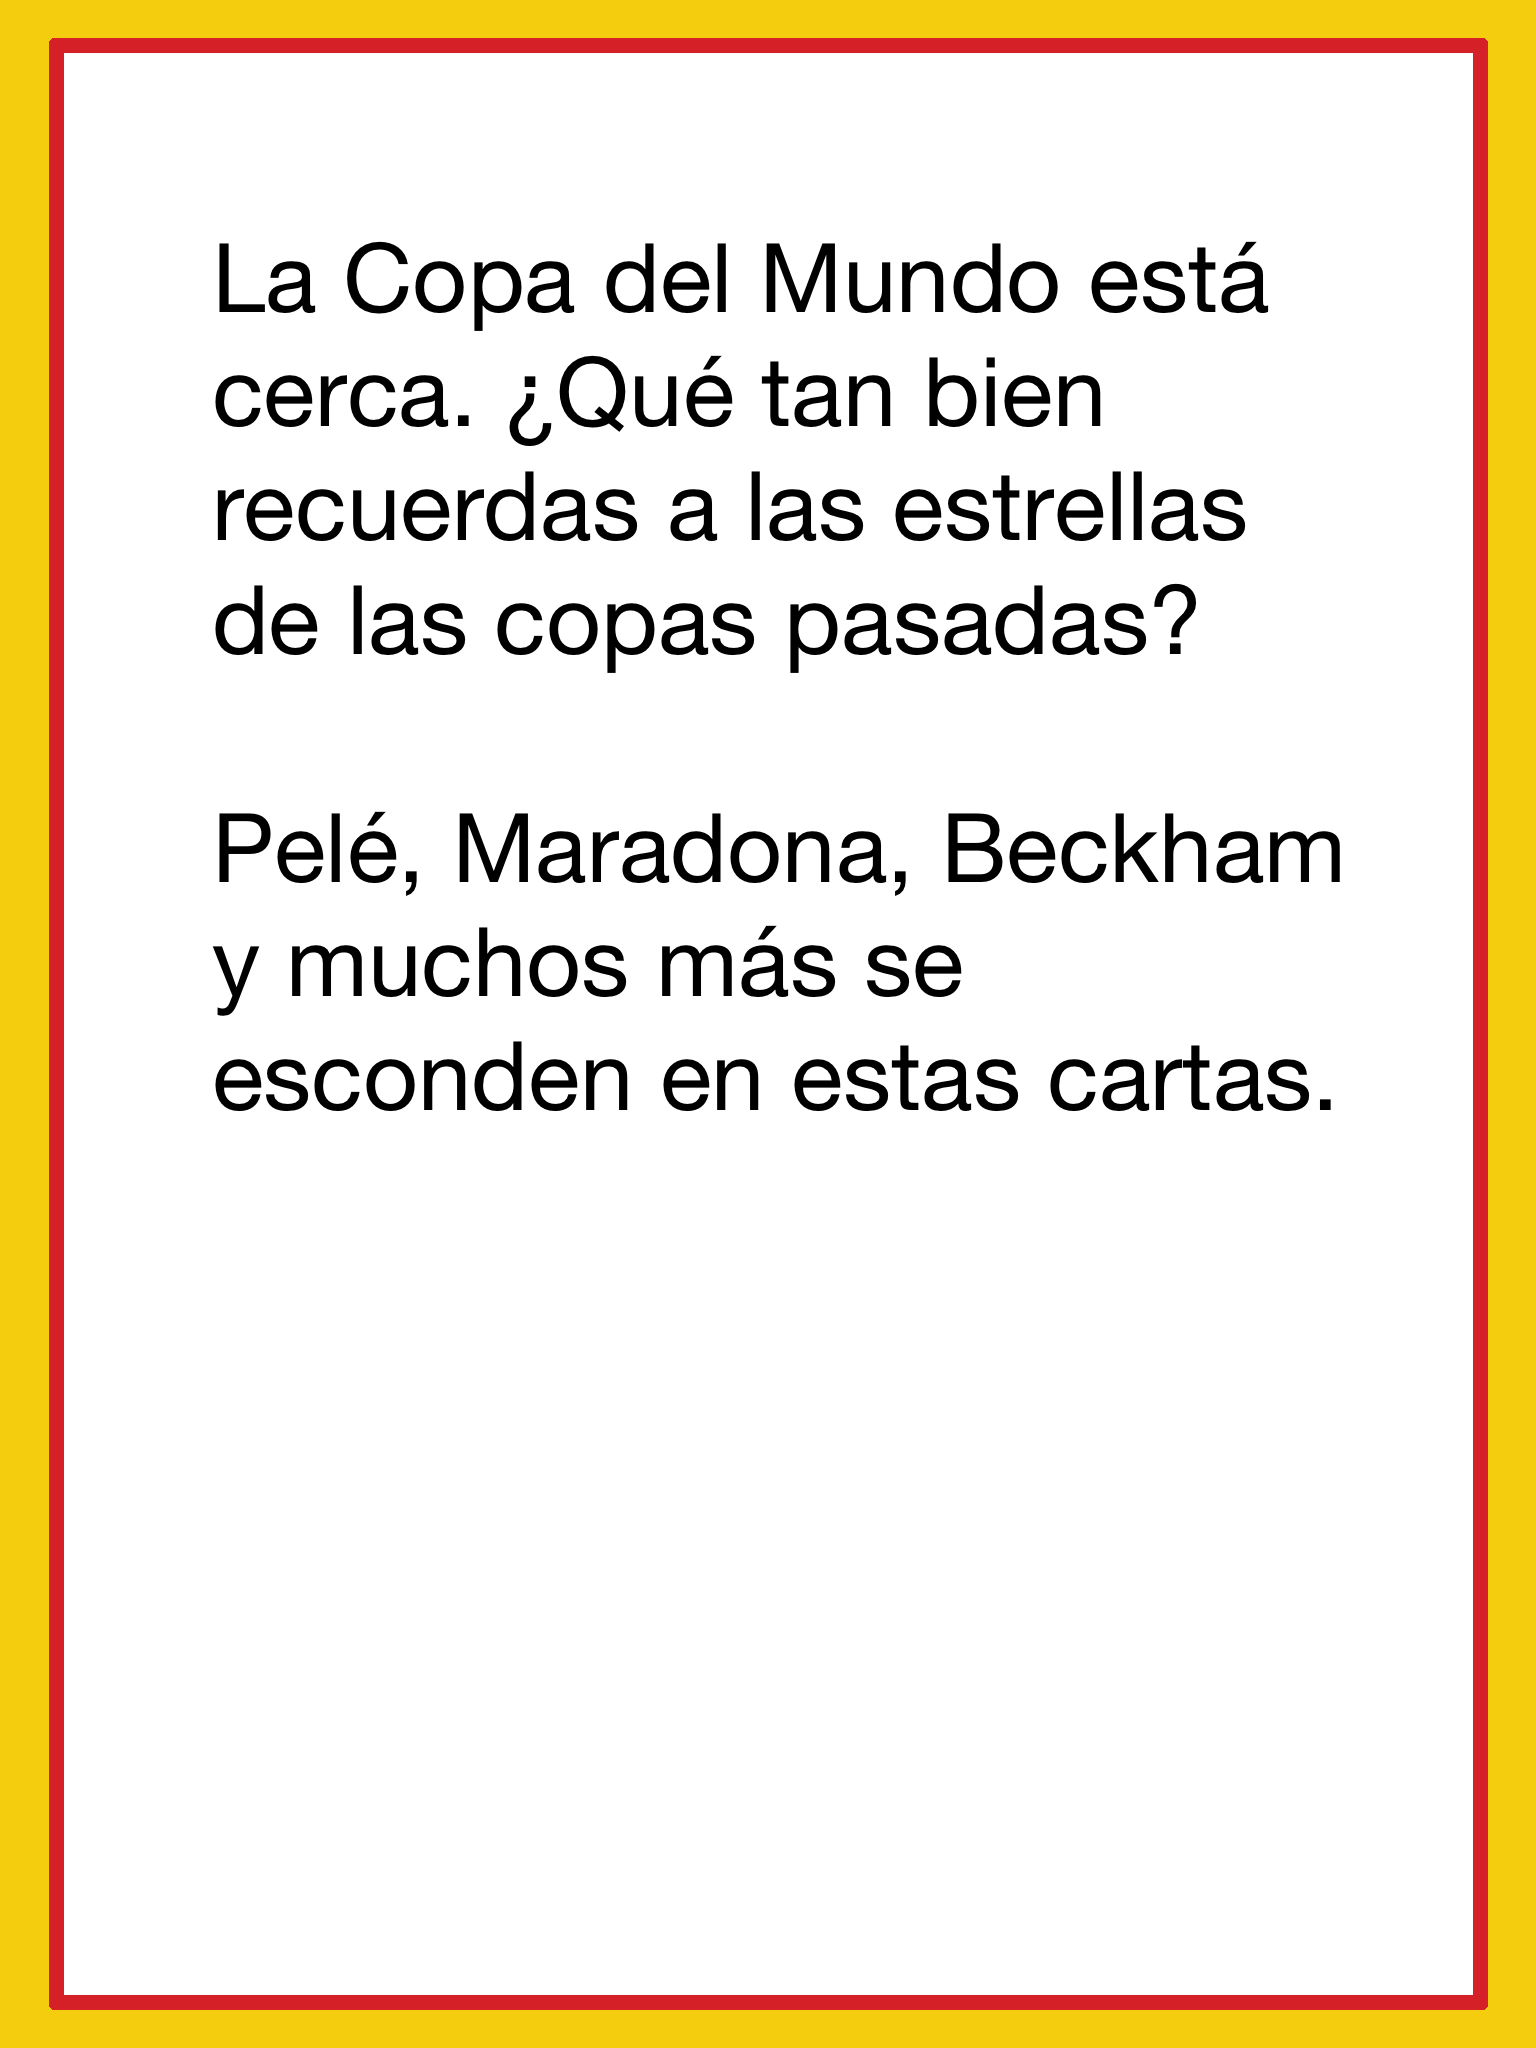 La Copa del Mundo está
cerca. ¿Qué tan bien
recuerdas a las estrellas
de las copas pasadas?
Pelé, Maradona, Beckham
y muchos más se
esconden en estas cartas.